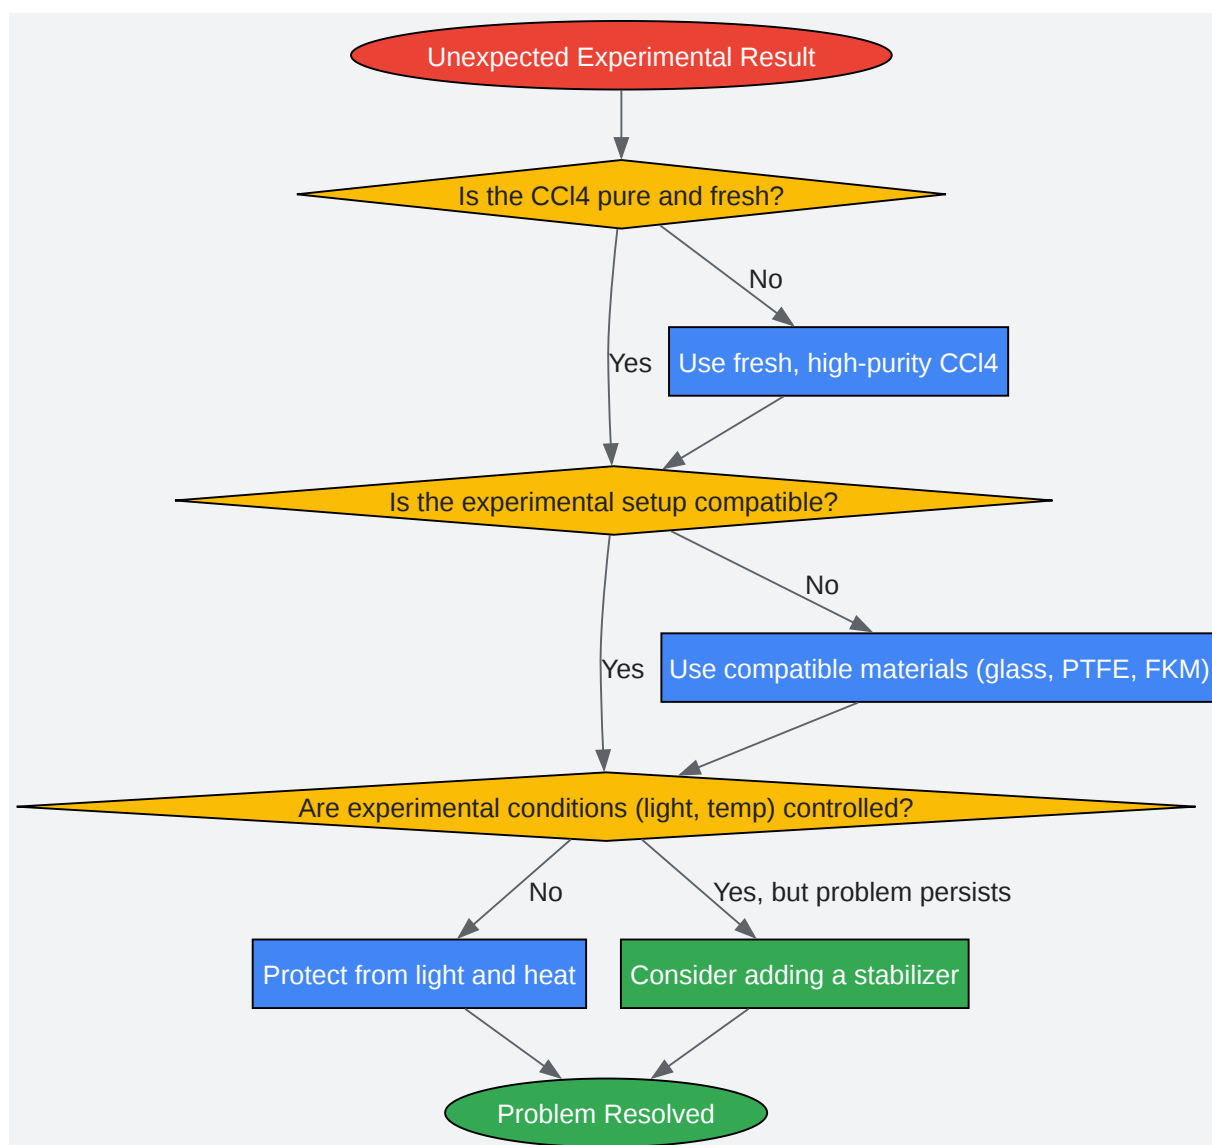 Unexpected Experimental Result
Is the CCl4 pure and fresh?
No
Yes
Use fresh, high-purity CCl4
Is the experimental setup compatible?
No
Yes
Use compatible materials (glass, PTFE, FKM)
Are experimental conditions (light, temp) controlled?
No
Yes, but problem persists
Protect from light and heat
Consider adding a stabilizer
Problem Resolved